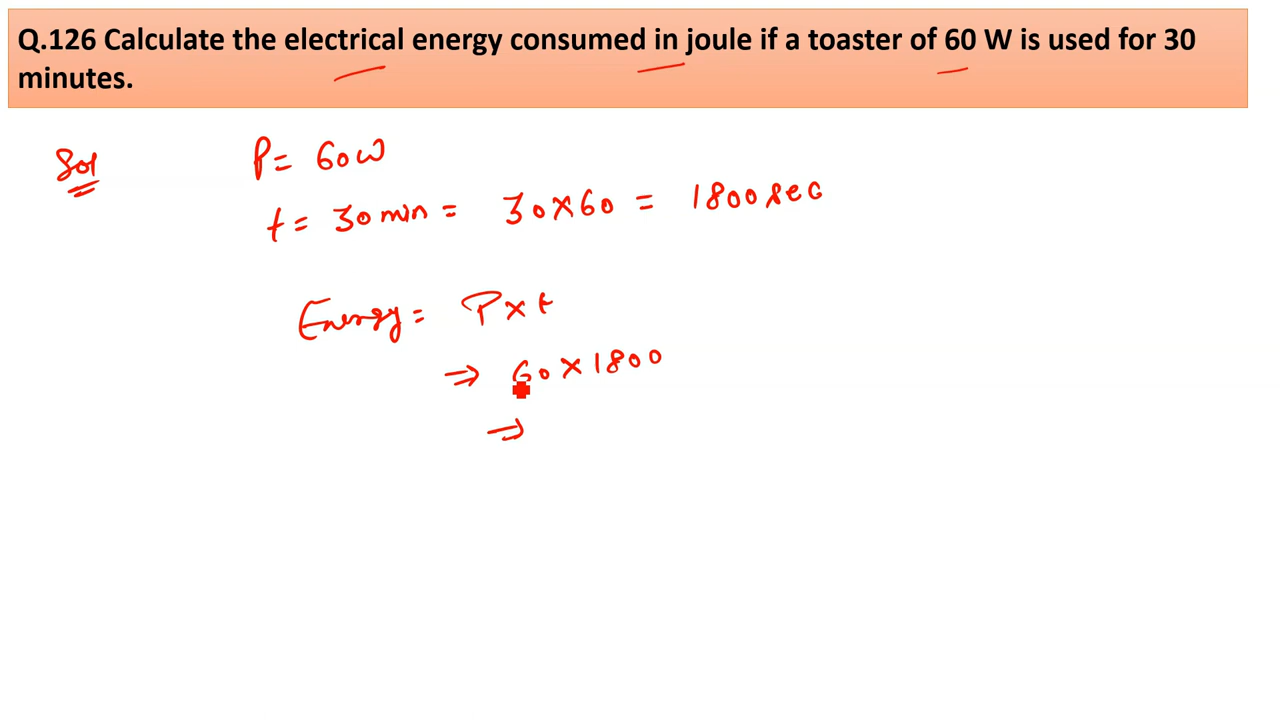 Q.126 Calculate the electrical energy consumed in joule if a toaster of 60 W is used for 30
minutes.
Sol
P = 60W
t = 30 min = 30 × 60 = 1800 sec
Energy = P × t
⇒ 60 × 1800
⇒